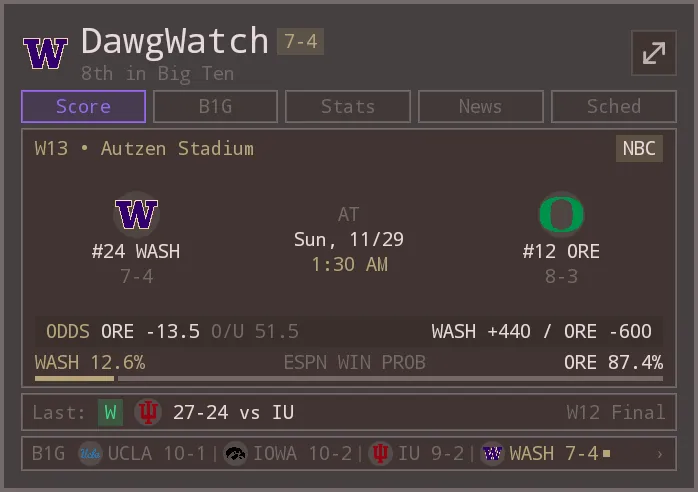 W DawgWatch 7-4
8th in Big Ten
Score B1G Stats News Sched
W13 • Autzen Stadium NBC
W AT O
#24 WASH Sun, 11/29 #12 ORE
7-4 1:30 AM 8-3
ODDS ORE -13.5 O/U 51.5 WASH +440 / ORE -600
WASH 12.6% ESPN WIN PROB ORE 87.4%
Last: W 27-24 vs IU W12 Final
B1G Ucla UCLA 10-1 | IOWA 10-2 | IU 9-2 | W WASH 7-4 ▪ ›